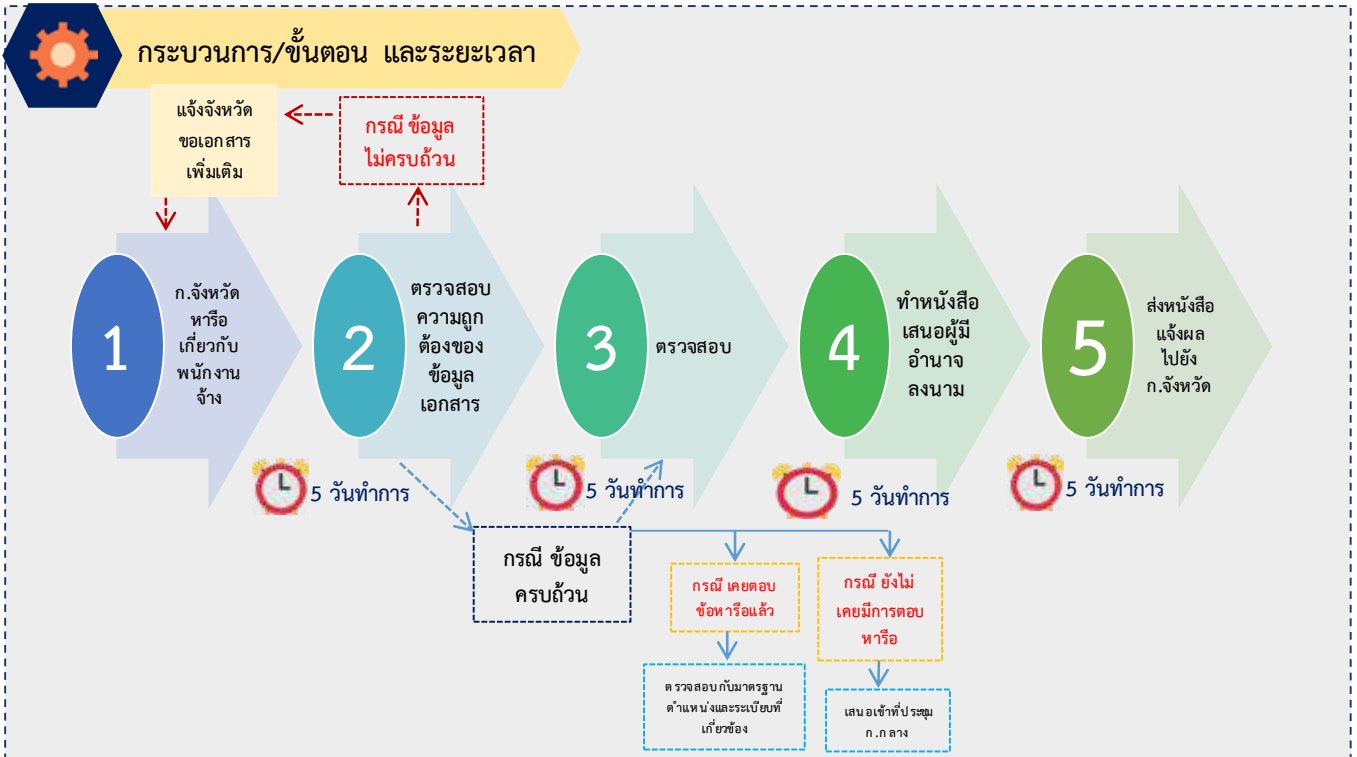 กระบวนการ/ขั้นตอน และระยะเวลา
แจ้งจังหวัด
ขอเอกสาร
เพิ่มเติม
กรณี ข้อมูล
ไม่ครบถ้วน
1
ก.จังหวัด
หารือ
เกี่ยวกับ
พนักงาน
จ้าง
2
ตรวจสอบ
ความถูก
ต้องของ
ข้อมูล
เอกสาร
3
ตรวจสอบ
4
ทำหนังสือ
เสนอผู้มี
อำนาจ
ลงนาม
5
ส่งหนังสือ
แจ้งผล
ไปยัง
ก.จังหวัด
5 วันทำการ
5 วันทำการ
5 วันทำการ
5 วันทำการ
กรณี ข้อมูล
ครบถ้วน
กรณี เคยตอบ
ข้อหารือแล้ว
กรณี ยังไม่
เคยมีการตอบ
หารือ
ตรวจสอบกับมาตรฐาน
ตำแหน่งและระเบียบที่
เกี่ยวข้อง
เสนอเข้าที่ประชุม
ก.กลาง